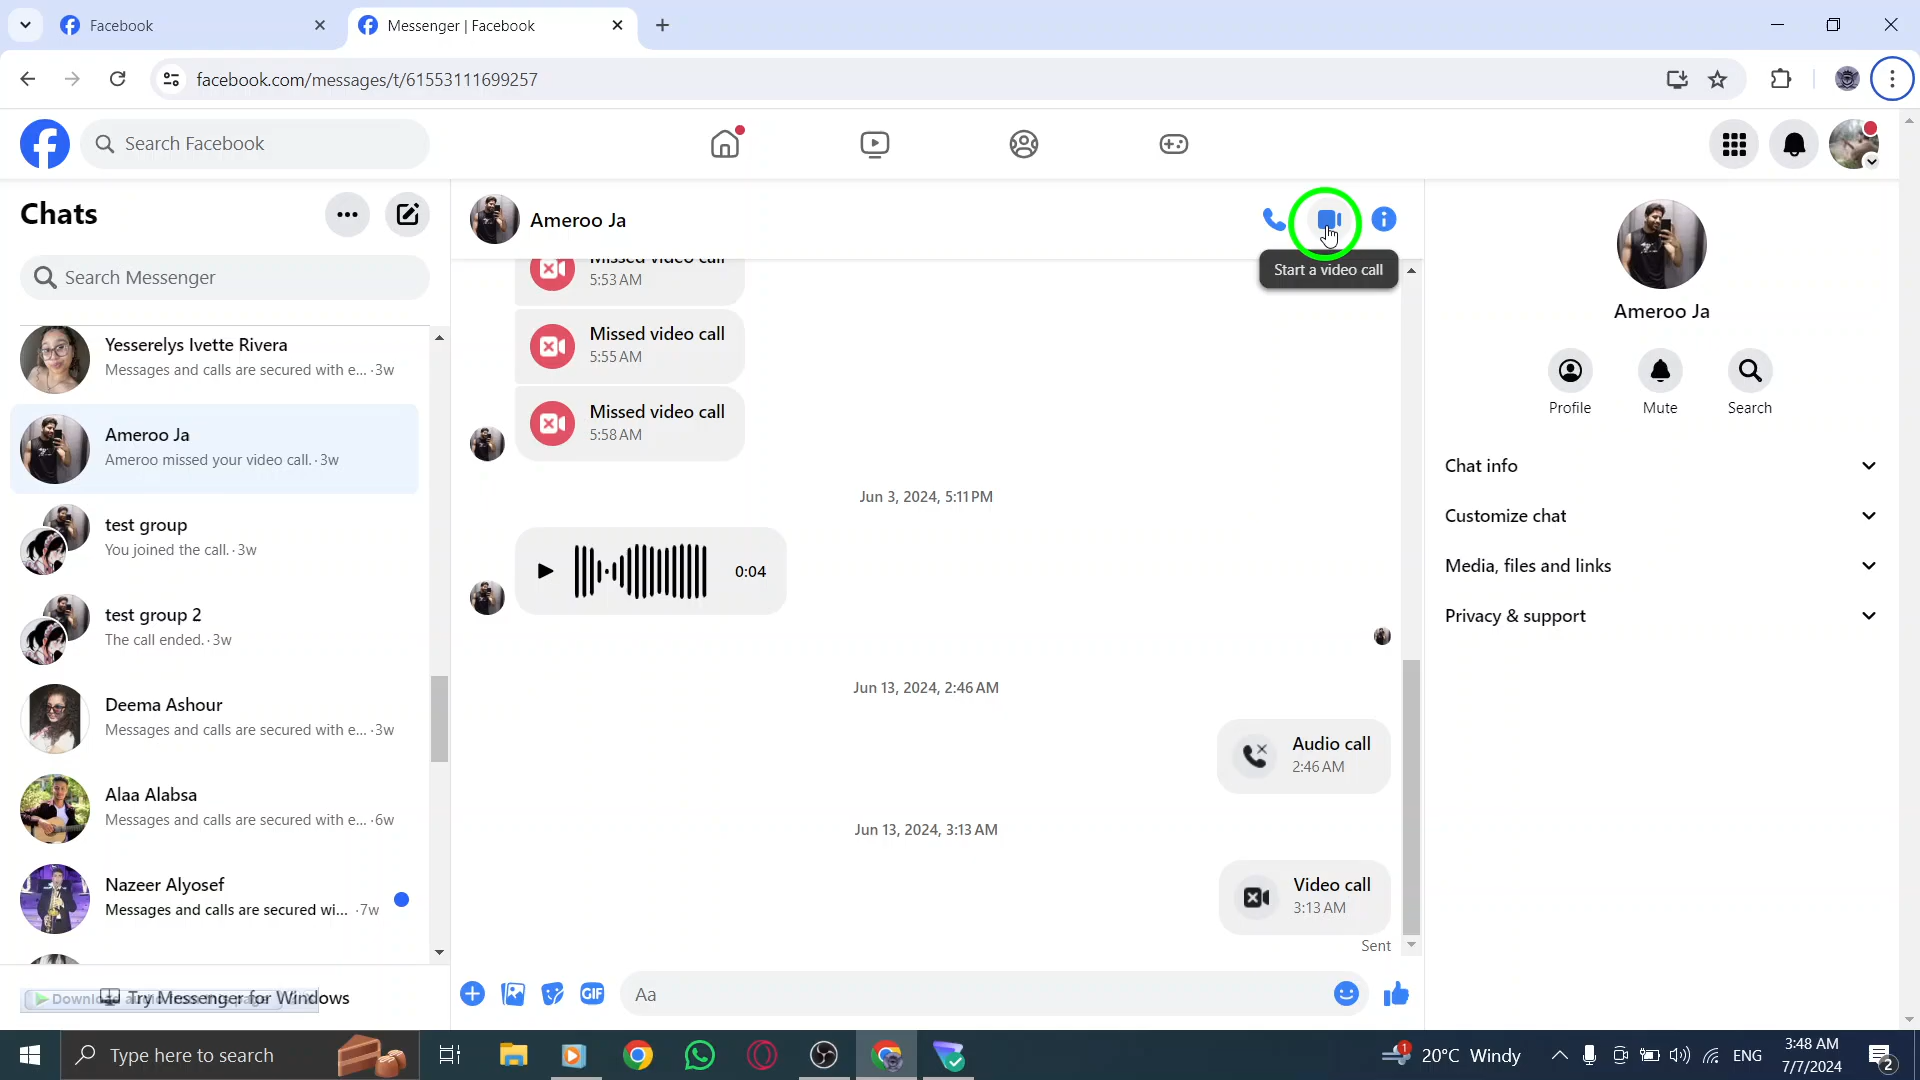 Facebook
Messenger | Facebook
facebook.com/messages/t/61553111699257
Search Facebook
Chats
Search Messenger
Yesserelys Ivette Rivera
Messages and calls are secured with e... · 3w
Ameroo Ja
Ameroo missed your video call. · 3w
test group
You joined the call. · 3w
test group 2
The call ended. · 3w
Deema Ashour
Messages and calls are secured with e... · 3w
Alaa Alabsa
Messages and calls are secured with e... · 6w
Nazeer Alyosef
Messages and calls are secured wi... · 7w
Try Messenger for Windows
Ameroo Ja
Start a video call
Missed video call
5:53 AM
Missed video call
5:55 AM
Missed video call
5:58 AM
Jun 3, 2024, 5:11 PM
0:04
Jun 13, 2024, 2:46 AM
Audio call
2:46 AM
Jun 13, 2024, 3:13 AM
Video call
3:13 AM
Sent
GIF
Aa
Ameroo Ja
Profile
Mute
Search
Chat info
Customize chat
Media, files and links
Privacy & support
Type here to search
1
20°C Windy
ENG
3:48 AM
7/7/2024
2